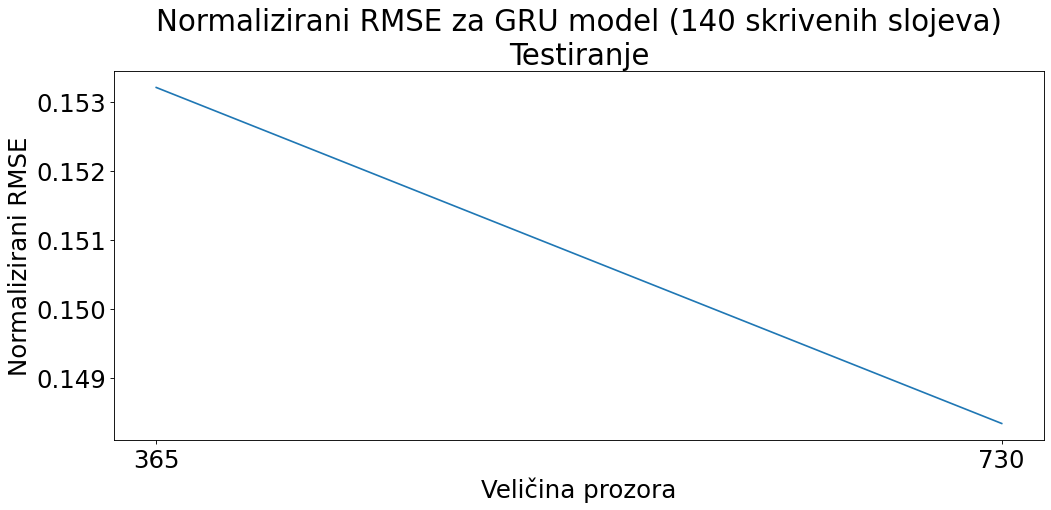 Normalizirani RMSE za GRU model (140 skrivenih slojeva)
Testiranje
Normalizirani RMSE
0.153
0.152
0.151
0.150
0.149
365
730
Veličina prozora